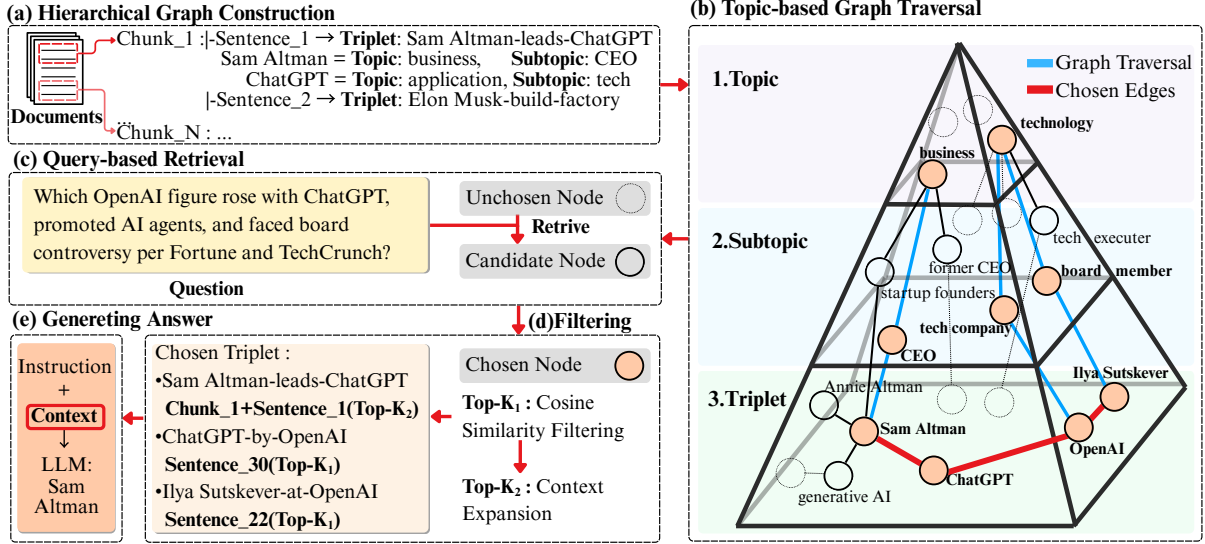 (a) Hierarchical Graph Construction
Chunk_1 :|-Sentence_1 → Triplet: Sam Altman-leads-ChatGPT
Sam Altman = Topic: business, Subtopic: CEO
ChatGPT = Topic: application, Subtopic: tech
|-Sentence_2 → Triplet: Elon Musk-build-factory
Documents
...
Chunk_N : ...
(b) Topic-based Graph Traversal
Graph Traversal
Chosen Edges
1.Topic
technology
business
2.Subtopic
tech executer
former CEO
board member
startup founders
tech company
CEO
3.Triplet
Annie Altman
Ilya Sutskever
Sam Altman
OpenAI
ChatGPT
generative AI
(c) Query-based Retrieval
Which OpenAI figure rose with ChatGPT,
promoted AI agents, and faced board
controversy per Fortune and TechCrunch?
Question
Unchosen Node
Retrive
Candidate Node
(d)Filtering
Chosen Node
Top-K₁ : Cosine
Similarity Filtering
Top-K₂ : Context
Expansion
(e) Genereting Answer
Chosen Triplet :
•Sam Altman-leads-ChatGPT
Chunk_1+Sentence_1(Top-K₂)
•ChatGPT-by-OpenAI
Sentence_30(Top-K₁)
•Ilya Sutskever-at-OpenAI
Sentence_22(Top-K₁)
Instruction
+
Context
↓
LLM:
Sam
Altman